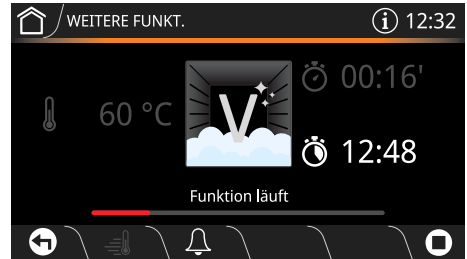 WEITERE FUNKT.
i 12:32
00:16'
60 °C
V
12:48
Funktion läuft